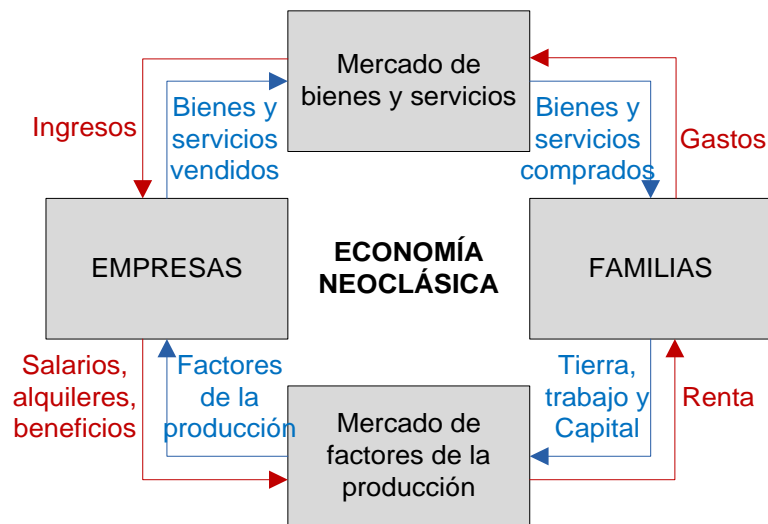 Mercado de
bienes y servicios
Ingresos
Bienes y
servicios
vendidos
Bienes y
servicios
comprados
Gastos
EMPRESAS
ECONOMÍA
NEOCLÁSICA
FAMILIAS
Salarios,
alquileres,
beneficios
Factores
de la
producción
Tierra,
trabajo y
Capital
Renta
Mercado de
factores de la
producción